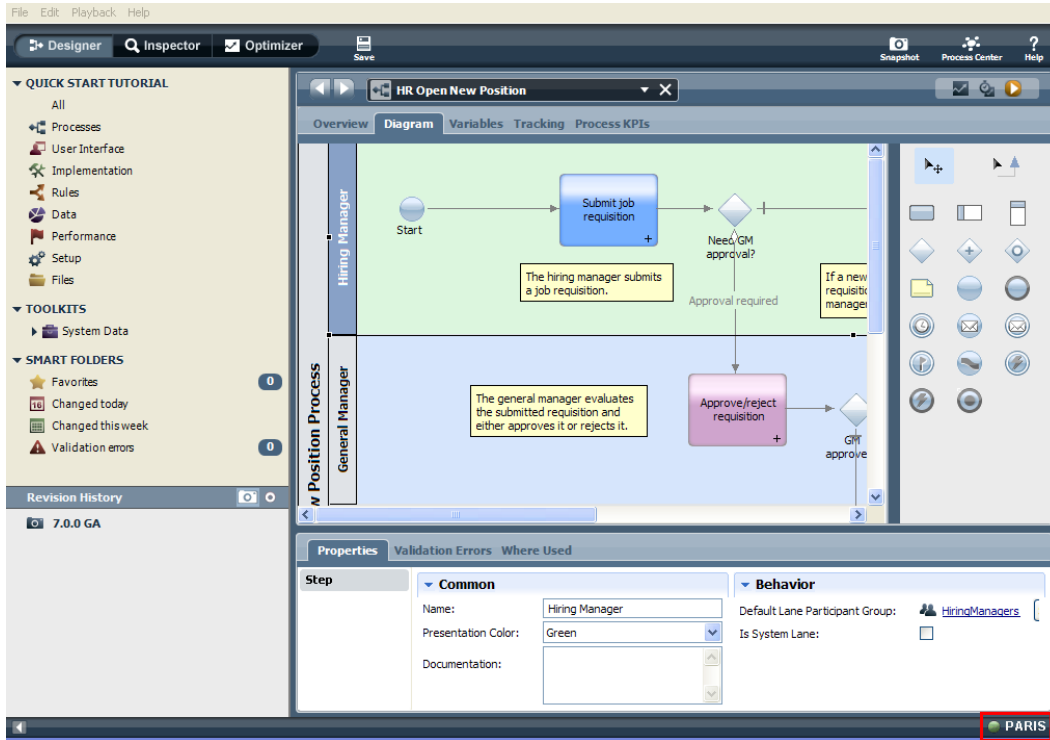 File Edit Playback Help
Designer Inspector Optimizer Save Snapshot Process Center Help
QUICK START TUTORIAL
All
Processes
User Interface
Implementation
Rules
Data
Performance
Setup
Files
TOOLKITS
System Data
SMART FOLDERS
Favorites 0
16 Changed today
Changed this week
Validation errors 0
Revision History
7.0.0 GA
HR Open New Position
Overview Diagram Variables Tracking Process KPIs
Hiring Manager
Start
Submit job
requisition
Need GM
approval?
The hiring manager submits
a job requisition.
If a new
manager
Approval required
Position Process
General Manager
The general manager evaluates
the submitted requisition and
either approves it or rejects it.
Approve/reject
requisition
GM
approve
Properties Validation Errors Where Used
Step
Common
Name: Hiring Manager
Presentation Color: Green
Documentation:
Behavior
Default Lane Participant Group: HiringManagers
Is System Lane:
PARIS